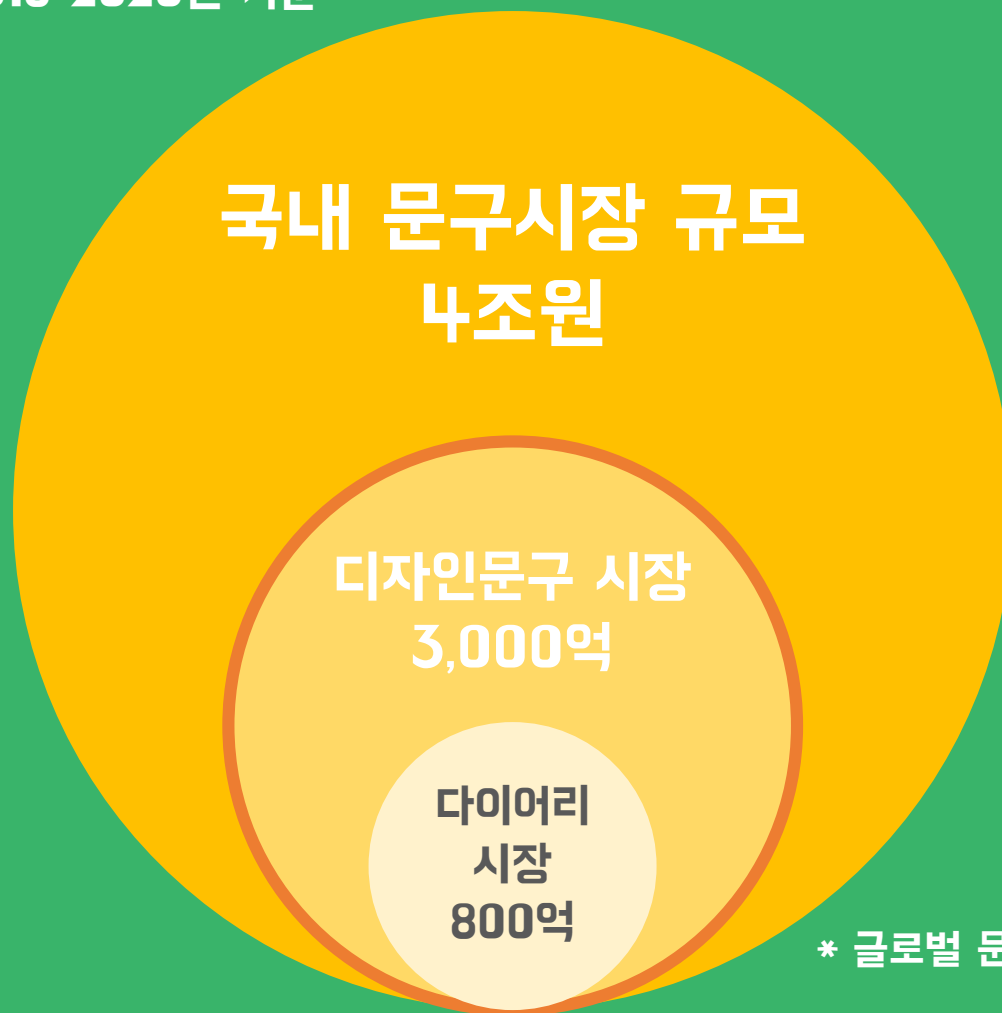 국내 문구시장 규모
4조원
디자인문구 시장
3,000억
다이어리
시장
800억
* 글로벌